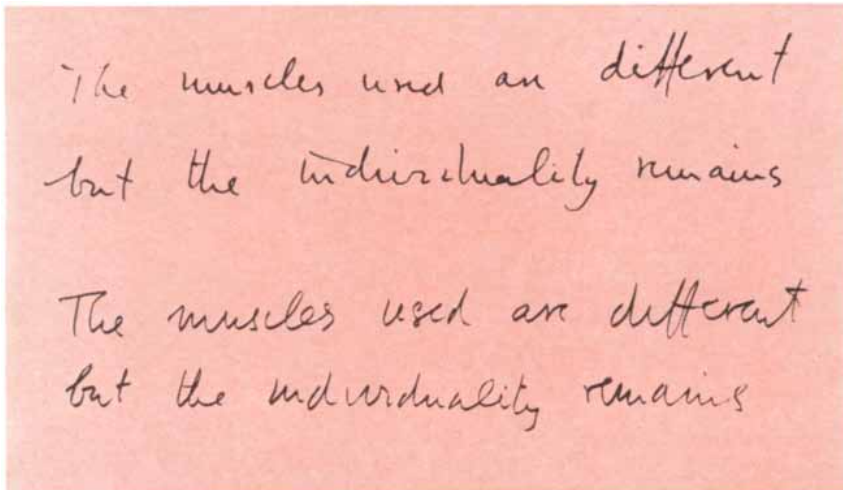 The muscles used are different
but the individuality remains
The muscles used are different
but the individuality remains